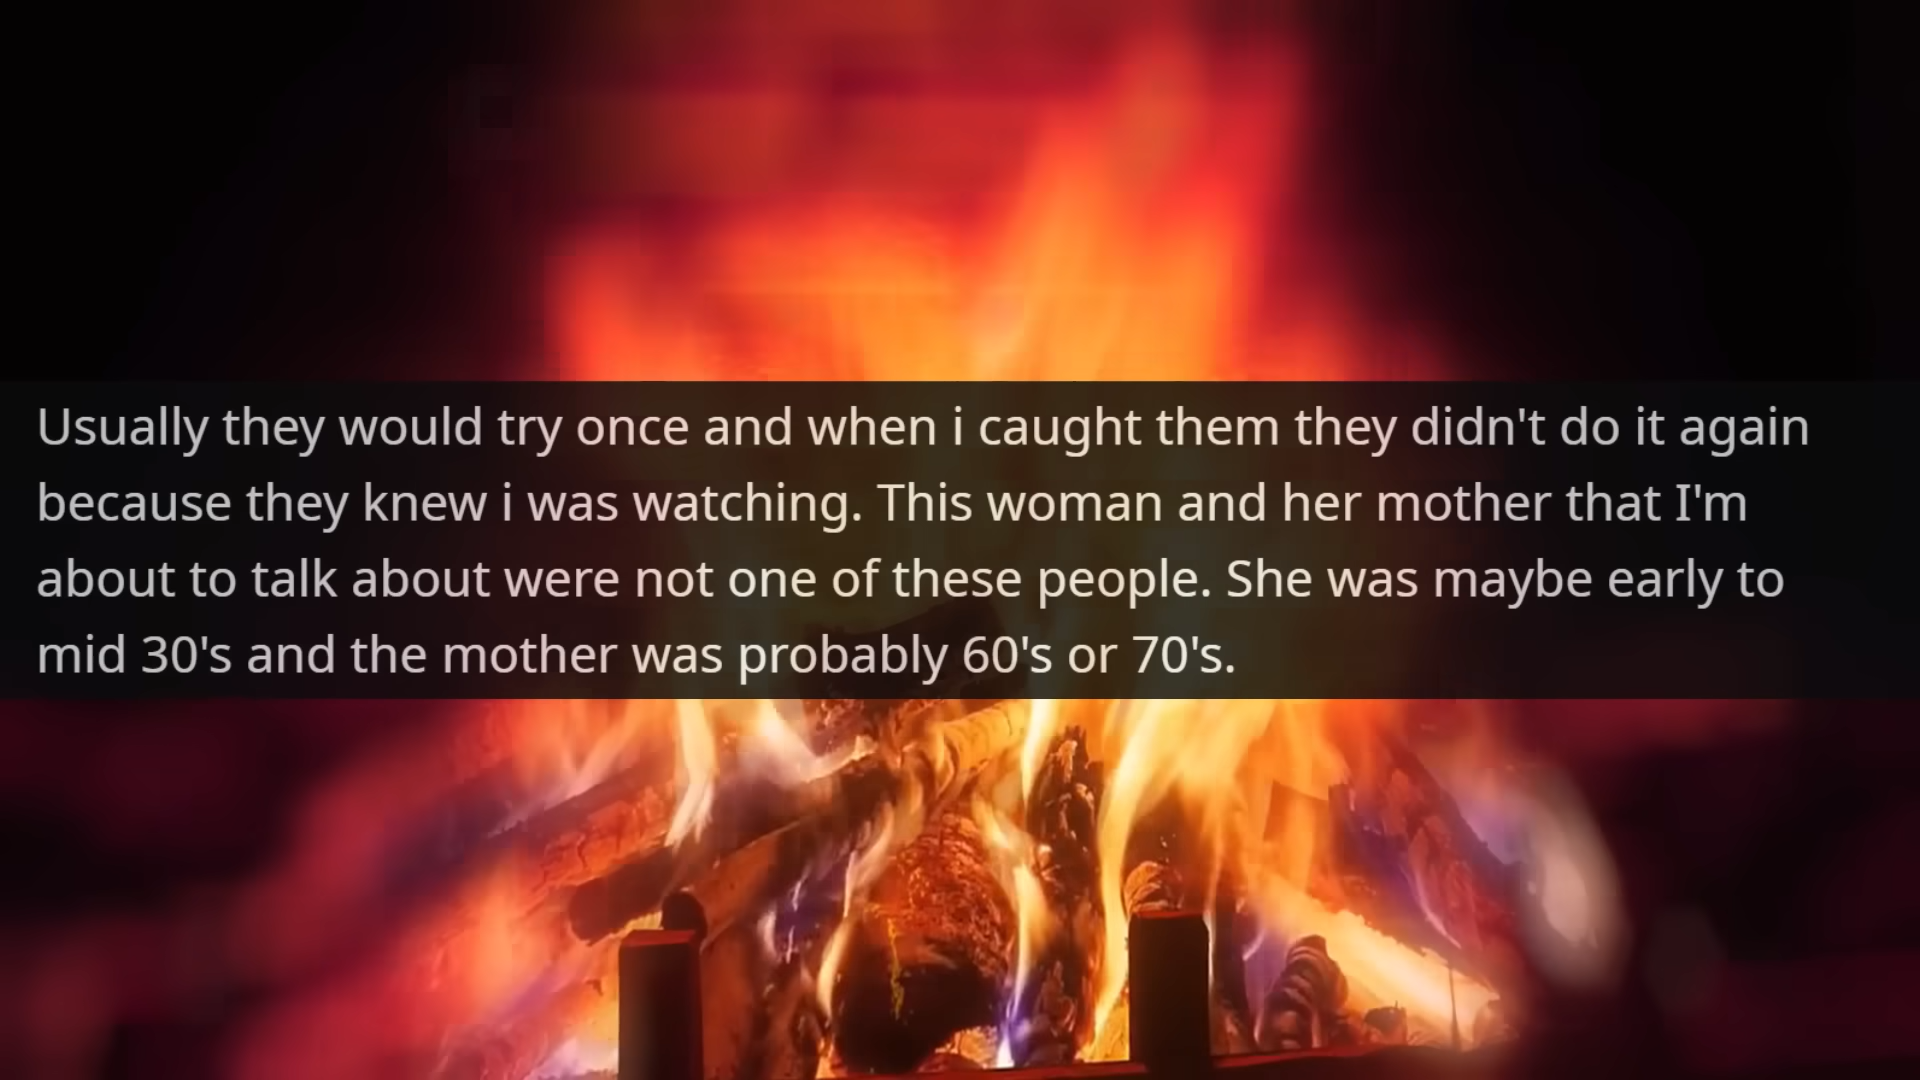 Usually they would try once and when i caught them they didn't do it again
because they knew i was watching. This woman and her mother that I'm
about to talk about were not one of these people. She was maybe early to
mid 30's and the mother was probably 60's or 70's.